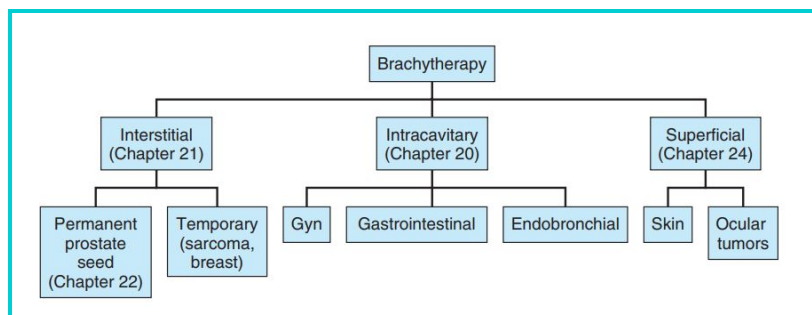 Brachytherapy
Interstitial
(Chapter 21)
Intracavitary
(Chapter 20)
Superficial
(Chapter 24)
Permanent
prostate
seed
(Chapter 22)
Temporary
(sarcoma,
breast)
Gyn
Gastrointestinal
Endobronchial
Skin
Ocular
tumors